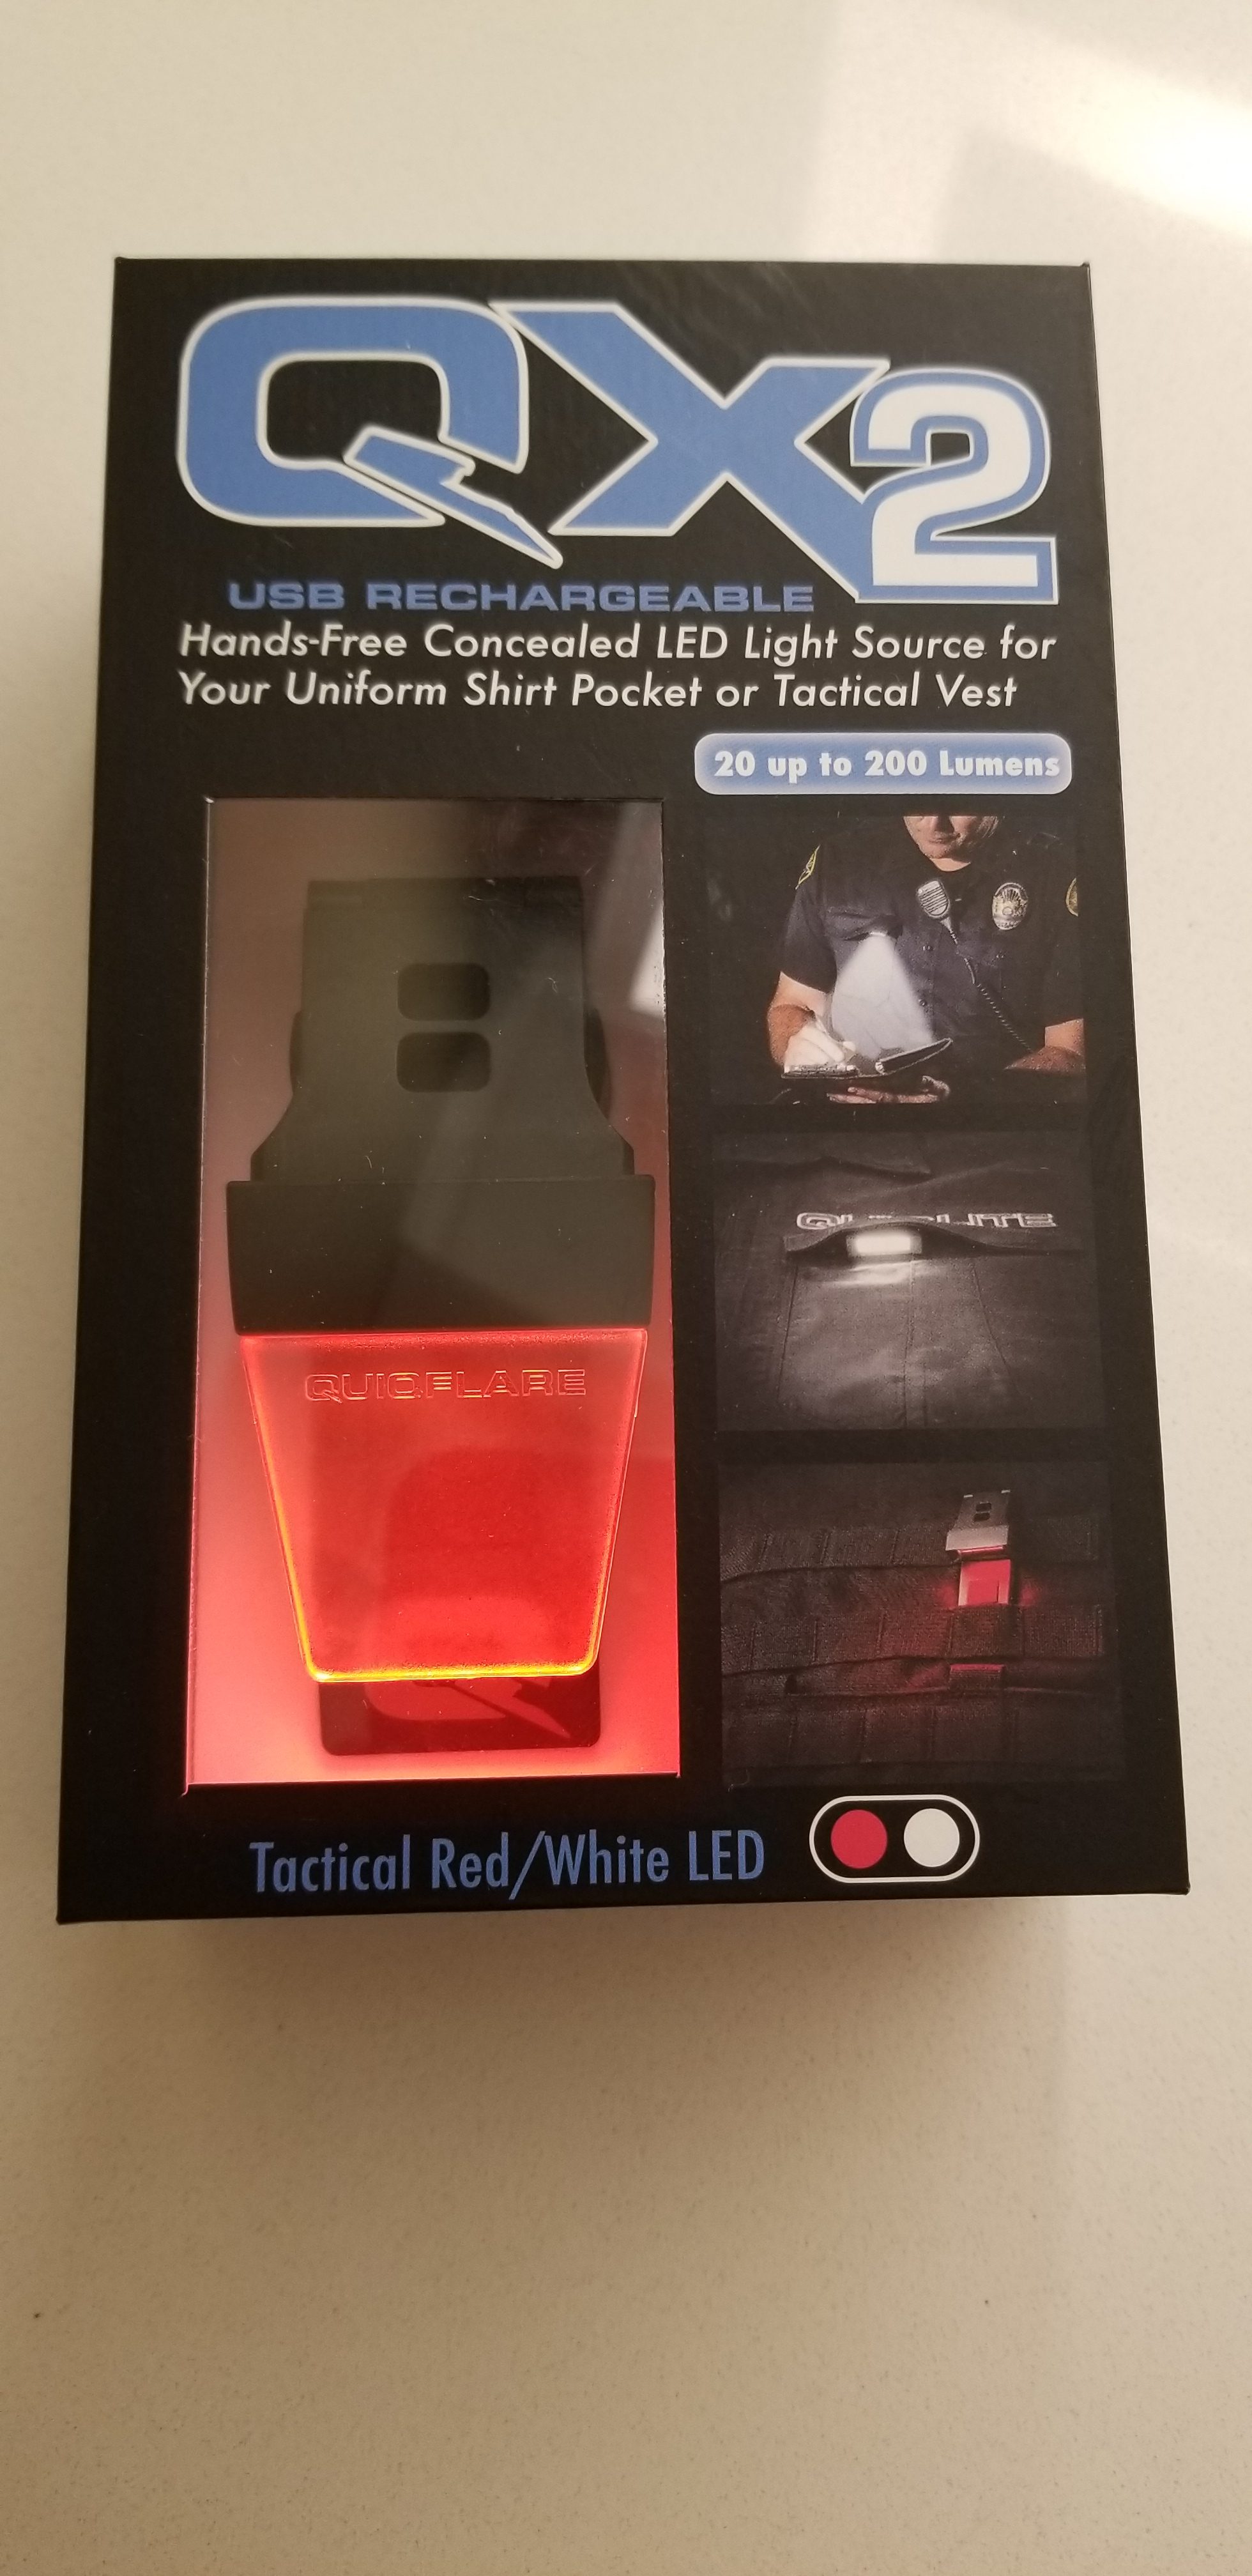 QX2
USB RECHARGEABLE
Hands-Free Concealed LED Light Source for
Your Uniform Shirt Pocket or Tactical Vest
20 up to 200 Lumens
QUIQFLARE
Tactical Red/White LED